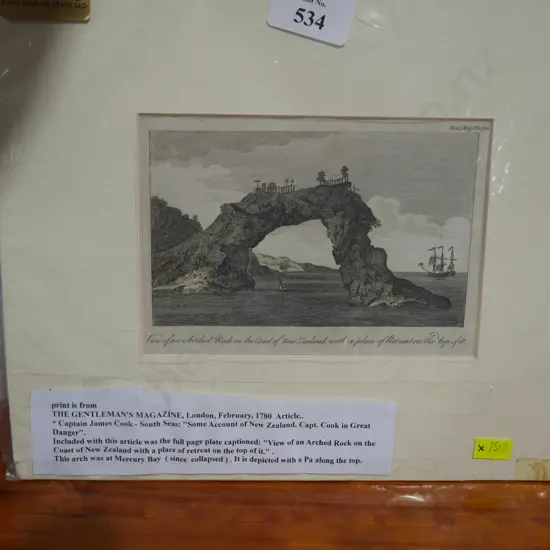 YEARS OLD
Lot No.
534
View of an Arched Rock on the Coast of New Zealand with a place of Retreat on the top of it.
print is from
THE GENTLEMAN'S MAGAZINE, London, February, 1780 Article..
" Captain James Cook - South Seas; "Some Account of New Zealand. Capt. Cook in Great
Danger".
Included with this article was the full page plate captioned; "View of an Arched Rock on the
Coast of New Zealand with a place of retreat on the top of it." .
This arch was at Mercury Bay ( since collapsed ). It is depicted with a Pa along the top.